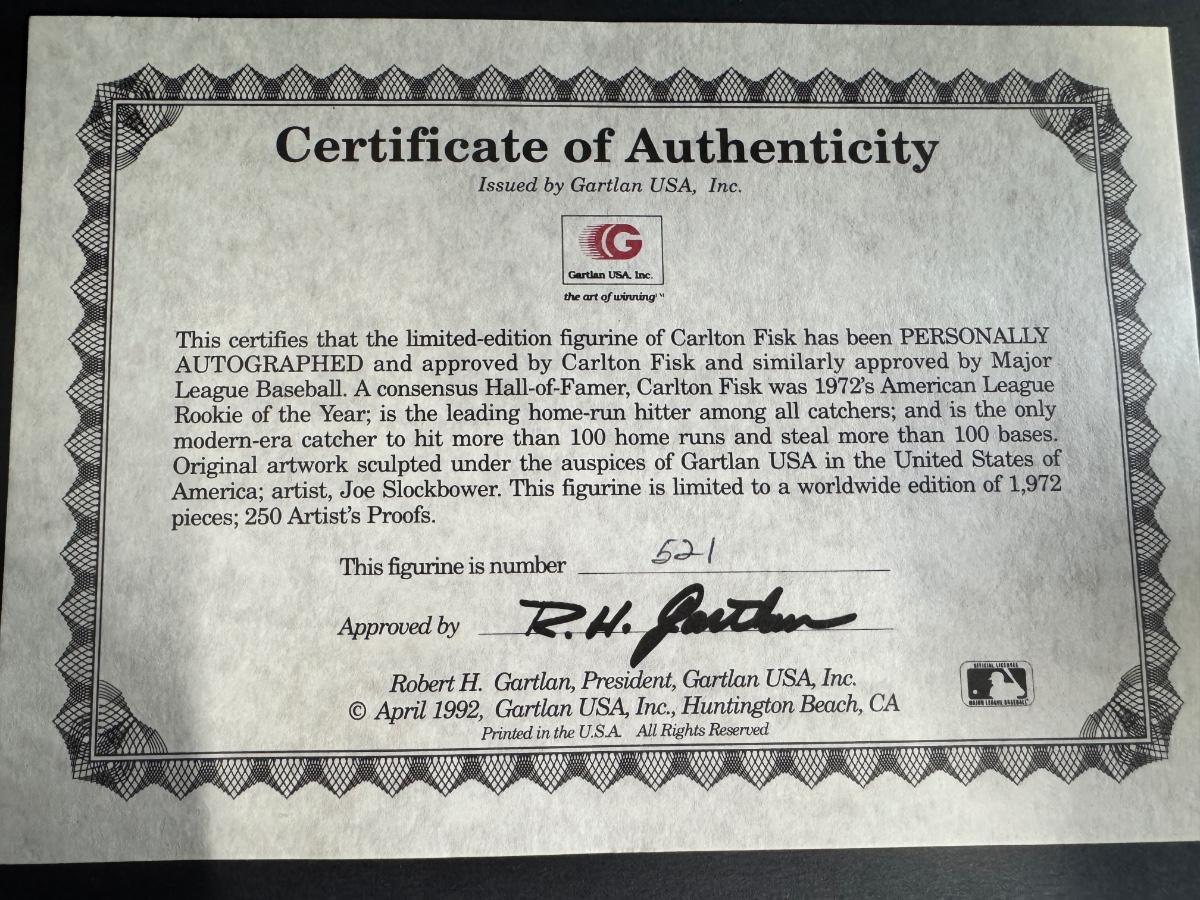 Certificate of Authenticity
Issued by Gartlan USA, Inc.
G
Gartlan USA, Inc.
the art of winning™
This certifies that the limited-edition figurine of Carlton Fisk has been PERSONALLY
AUTOGRAPHED and approved by Carlton Fisk and similarly approved by Major
League Baseball. A consensus Hall-of-Famer, Carlton Fisk was 1972's American League
Rookie of the Year; is the leading home-run hitter among all catchers; and is the only
modern-era catcher to hit more than 100 home runs and steal more than 100 bases.
Original artwork sculpted under the auspices of Gartlan USA in the United States of
America; artist, Joe Slockbower. This figurine is limited to a worldwide edition of 1,972
pieces; 250 Artist's Proofs.
This figurine is number 521
Approved by R. H. Gartlan
Robert H. Gartlan, President, Gartlan USA, Inc.
© April 1992, Gartlan USA, Inc., Huntington Beach, CA
Printed in the U.S.A. All Rights Reserved
OFFICIAL LICENSEE
MAJOR LEAGUE BASEBALL